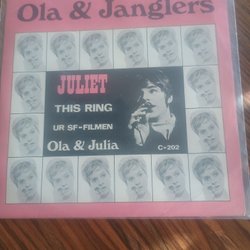 Ola & Janglers
JULIET
THIS RING
UR SF-FILMEN
Ola & Julia
C-202